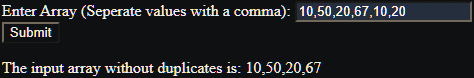 Enter Array (Seperate values with a comma): 10,50,20,67,10,20
Submit
The input array without duplicates is: 10,50,20,67